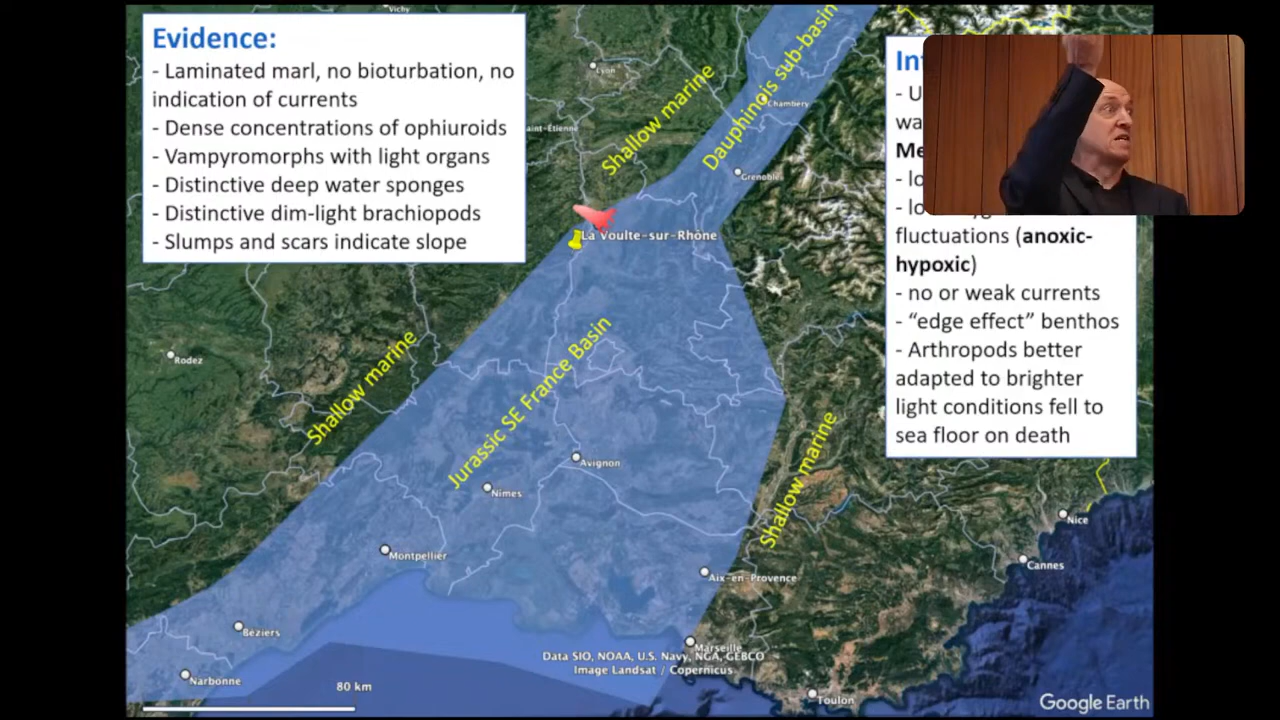 Evidence:
- Laminated marl, no bioturbation, no
indication of currents
- Dense concentrations of ophiuroids
- Vampyromorphs with light organs
- Distinctive deep water sponges
- Distinctive dim-light brachiopods
- Slumps and scars indicate slope
Vichy
Lyon
Saint-Étienne
Shallow marine
Dauphinois sub-basin
Chambery
Grenoble
La Voulte-sur-Rhône
Rodez
Shallow marine
Jurassic SE France Basin
Avignon
Nimes
Montpellier
Shallow marine
Aix-en-Provence
Béziers
Narbonne
Marseille
Toulon
Nice
Cannes
Data SIO, NOAA, U.S. Navy, NGA, GEBCO
Image Landsat / Copernicus
80 km
Google Earth
fluctuations (anoxic-
hypoxic)
- no or weak currents
- "edge effect" benthos
- Arthropods better
adapted to brighter
light conditions fell to
sea floor on death